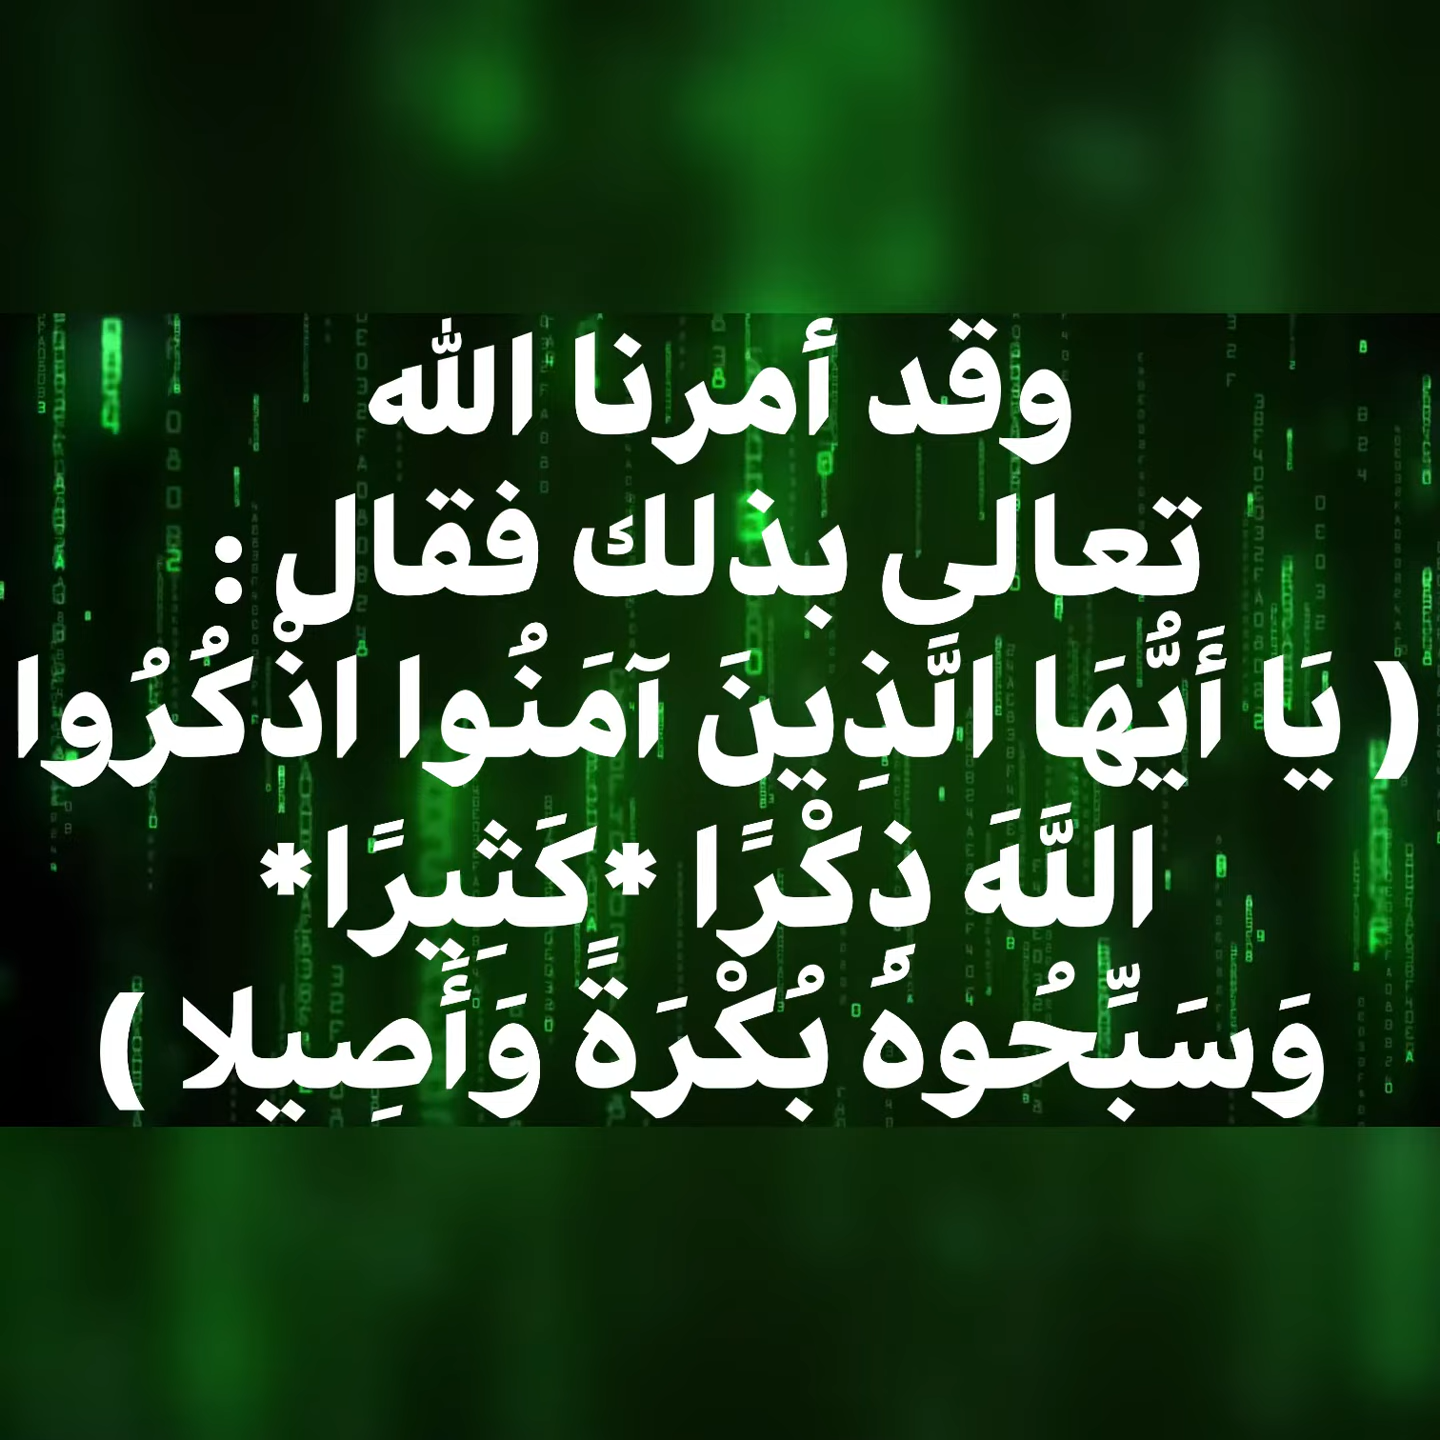 وقد أمرنا الله
تعالى بذلك فقال :
( يَا أَيُّهَا الَّذِينَ آمَنُوا اذْكُرُوا
اللَّهَ ذِكْرًا *كَثِيرًا*
وَسَبِّحُوهُ بُكْرَةً وَأَصِيلا )